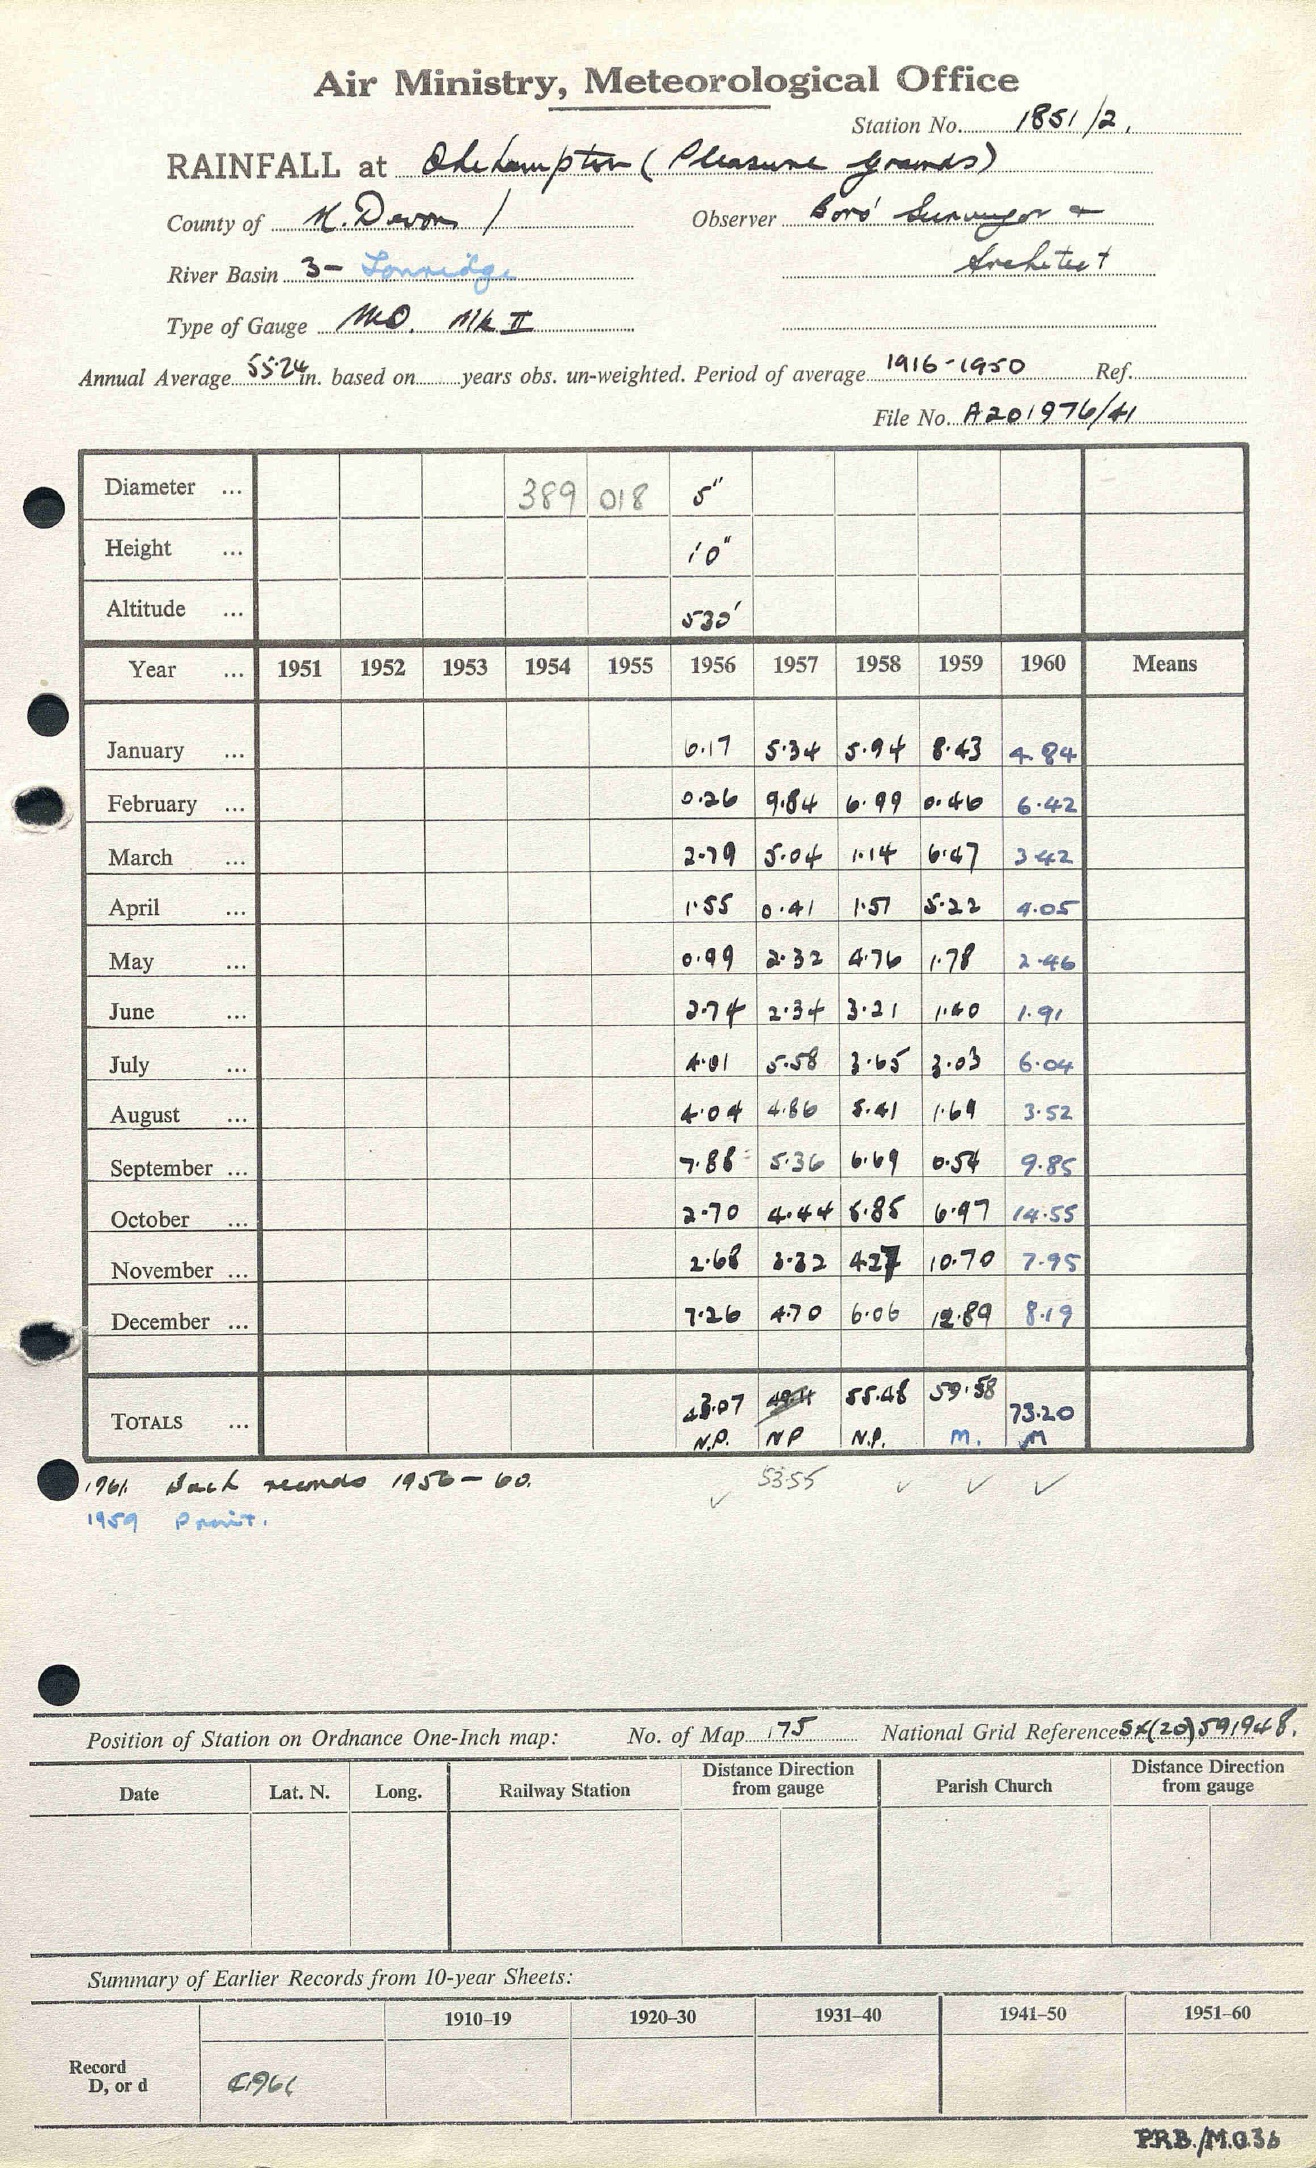 Air Ministry, Meteorological Office
Station No. 1851/2.
RAINFALL at Okehampton (Pleasure Grounds)
County of N. Devon / Observer Boro' Surveyor &
River Basin 3- Torridge Architect
Type of Gauge MO. Mk II
Annual Average 55.24 in. based on years obs. un-weighted. Period of average 1916-1950 Ref.
File No. A201976/41
Diameter ... 389 018 5"
Height ... 10"
Altitude ... 530'
Year ... 1951 1952 1953 1954 1955 1956 1957 1958 1959 1960 Means
January ... 6.17 5.34 5.94 8.43 4.84
February ... 0.26 9.84 6.99 0.46 6.42
March ... 2.79 5.04 1.14 6.47 3.42
April ... 1.55 0.41 1.51 5.22 4.05
May ... 0.99 2.32 4.76 1.78 2.46
June ... 2.74 2.34 3.21 1.40 1.91
July ... 4.01 5.58 3.65 3.03 6.04
August ... 4.04 4.86 5.41 1.69 3.52
September ... 7.88 5.36 6.69 0.54 9.85
October ... 2.70 4.44 5.85 6.97 14.55
November ... 2.68 3.32 4.27 10.70 7.95
December ... 7.26 4.70 6.06 12.89 8.19
TOTALS ... 43.07 55.48 59.58 73.20
N.P. NP N.P. M. M
1961. Back records 1956-60. 53.55
1959 Print.
Position of Station on Ordnance One-Inch map: No. of Map 175 National Grid Reference SX(20)591948.
Date Lat. N. Long. Railway Station Distance Direction from gauge Parish Church Distance Direction from gauge
Summary of Earlier Records from 10-year Sheets:
1910–19 1920–30 1931–40 1941–50 1951–60
Record
D, or d
P.R.B./M.O.3b